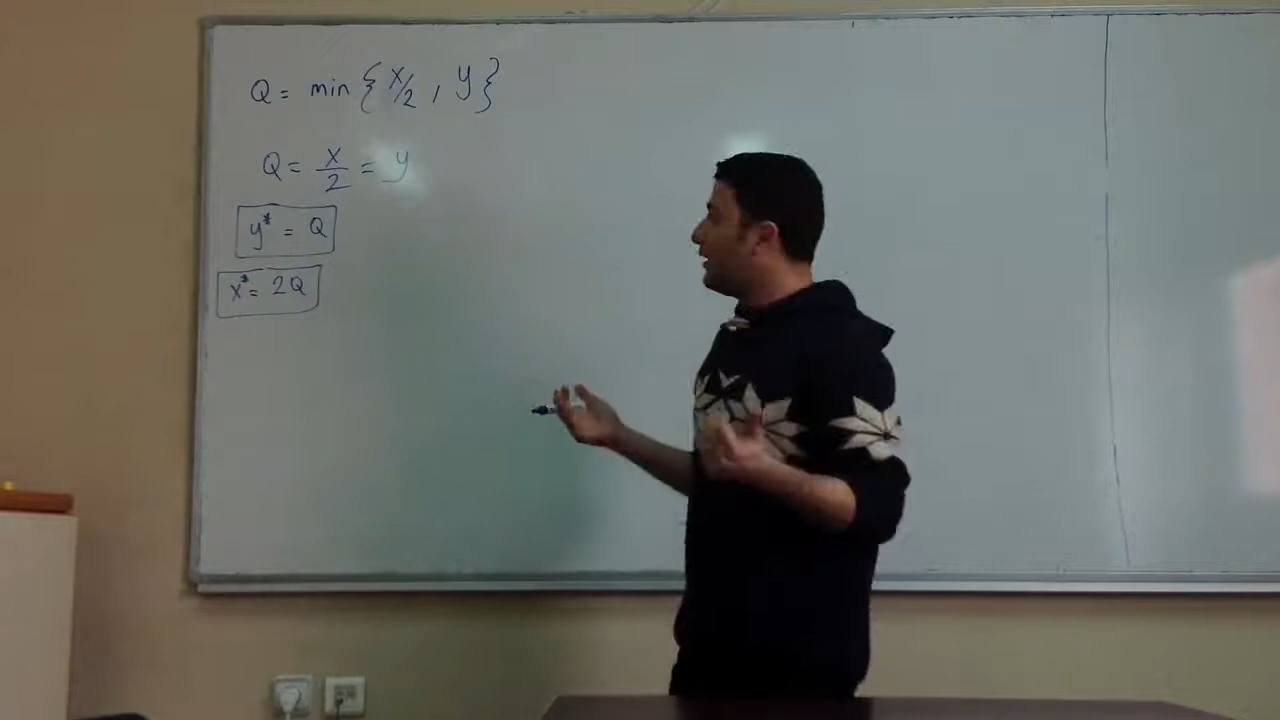 Q = min { x/2 , y }
Q = x/2 = y
y* = Q
x* = 2Q